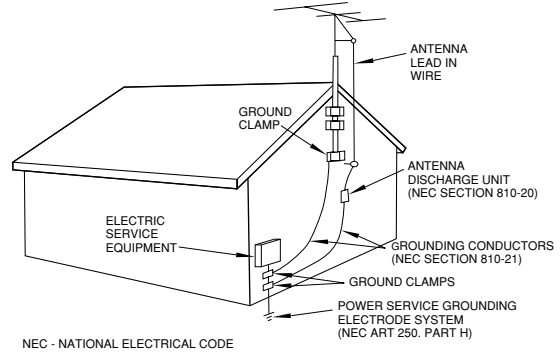 ANTENNA
LEAD IN
WIRE
GROUND
CLAMP
ANTENNA
DISCHARGE UNIT
(NEC SECTION 810-20)
ELECTRIC
SERVICE
EQUIPMENT
GROUNDING CONDUCTORS
(NEC SECTION 810-21)
GROUND CLAMPS
POWER SERVICE GROUNDING
ELECTRODE SYSTEM
(NEC ART 250. PART H)
NEC - NATIONAL ELECTRICAL CODE